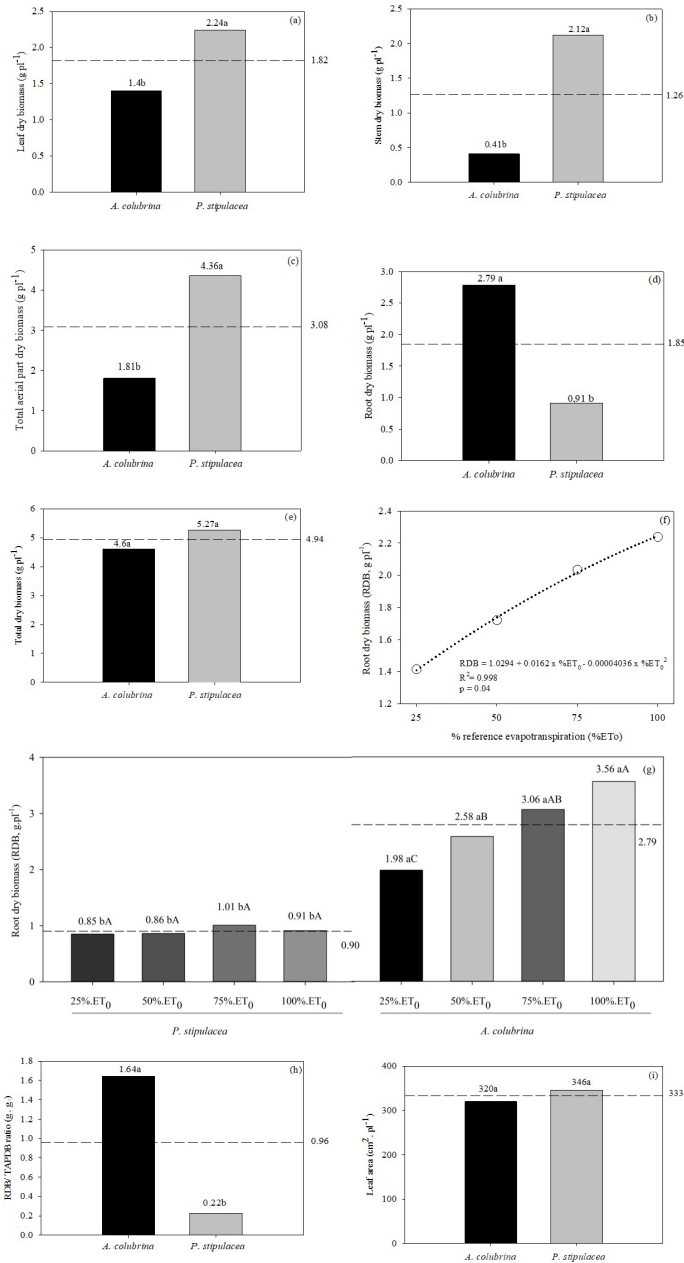 (a)
Leaf dry biomass (g pl-1)
2.5
2.0
1.5
1.0
0.5
0.0
1.4b
2.24a
1.82
A. colubrina
P. stipulacea
(b)
Stem dry biomass (g pl-1)
2.5
2.0
1.5
1.0
0.5
0.0
0.41b
2.12a
1.26
A. colubrina
P. stipulacea
(c)
Total aerial part dry biomass (g pl-1)
5
4
3
2
1
0
1.81b
4.36a
3.08
A. colubrina
P. stipulacea
(d)
Root dry biomass (g pl-1)
3.0
2.5
2.0
1.5
1.0
0.5
0.0
2.79 a
0.91 b
1.85
A. colubrina
P. stipulacea
(e)
Total dry biomass (g pl-1)
6
5
4
3
2
1
0
4.6a
5.27a
4.94
A. colubrina
P. stipulacea
(f)
Root dry biomass (RDB, g pl-1)
2.4
2.2
2.0
1.8
1.6
1.4
1.2
RDB = 1.0294 + 0.0162 x %ET0 - 0.00004036 x %ET0 2
R2= 0.998
p = 0.04
25
50
75
100
% reference evapotranspiration (%ETo)
(g)
Root dry biomass (RDB, g.pl-1)
4
3
2
1
0
0.85 bA
0.86 bA
1.01 bA
0.91 bA
0.90
1.98 aC
2.58 aB
3.06 aAB
3.56 aA
2.79
25%.ET0
50%.ET0
75%.ET0
100%.ET0
25%.ET0
50%.ET0
75%.ET0
100%.ET0
P. stipulacea
A. colubrina
(h)
RDB/TAPDB ratio (g. g.)
1.8
1.6
1.4
1.2
1.0
0.8
0.6
0.4
0.2
0.0
1.64a
0.22b
0.96
A. colubrina
P. stipulacea
(i)
Leaf area (cm2. pl-1)
400
300
200
100
0
320a
346a
333
A. colubrina
P. stipulacea